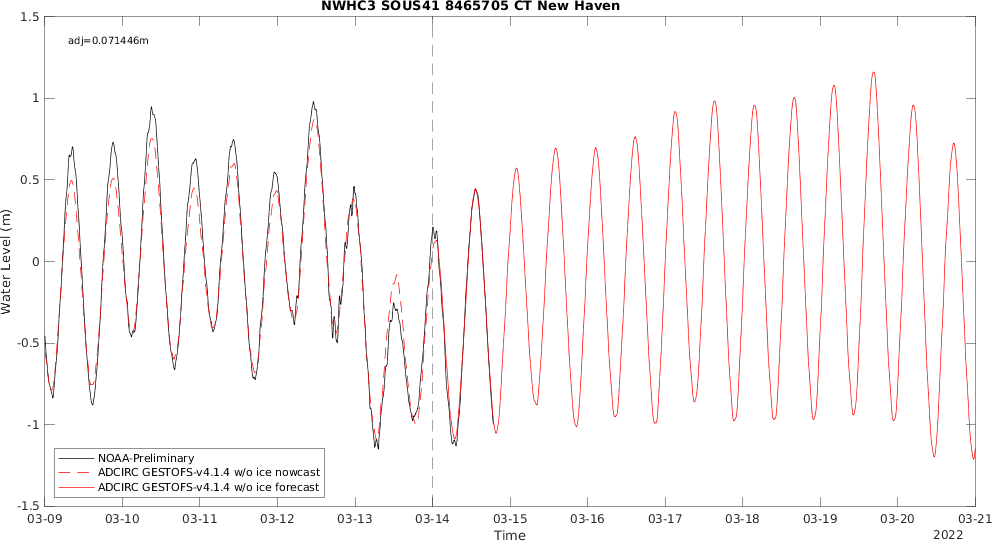 NWHC3 SOUS41 8465705 CT New Haven
adj=0.071446m
1.5
1
0.5
0
-0.5
-1
-1.5
Water Level (m)
NOAA-Preliminary
ADCIRC GESTOFS-v4.1.4 w/o ice nowcast
ADCIRC GESTOFS-v4.1.4 w/o ice forecast
03-09 03-10 03-11 03-12 03-13 03-14 03-15 03-16 03-17 03-18 03-19 03-20 03-21
Time
2022